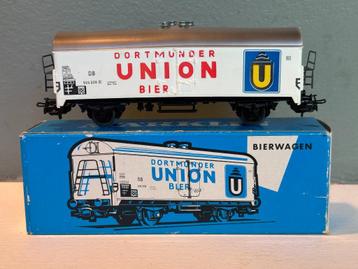 DORTMUNDER
DB
UNION
U
BIER
BIERWAGEN
DORTMUNDER
DB
UNION
U
BIER